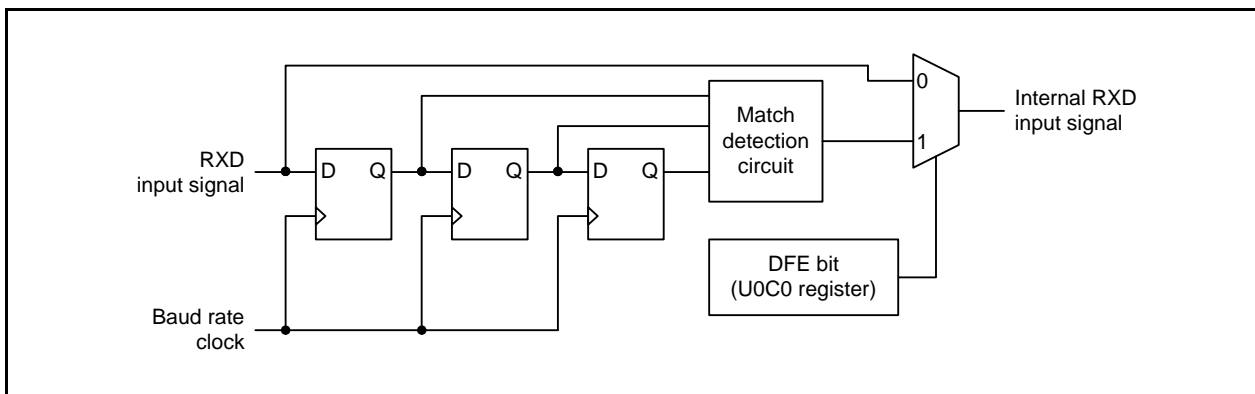 0
Internal RXD
input signal
Match
detection
circuit
1
RXD
input signal
D Q
D Q
D Q
DFE bit
(U0C0 register)
Baud rate
clock